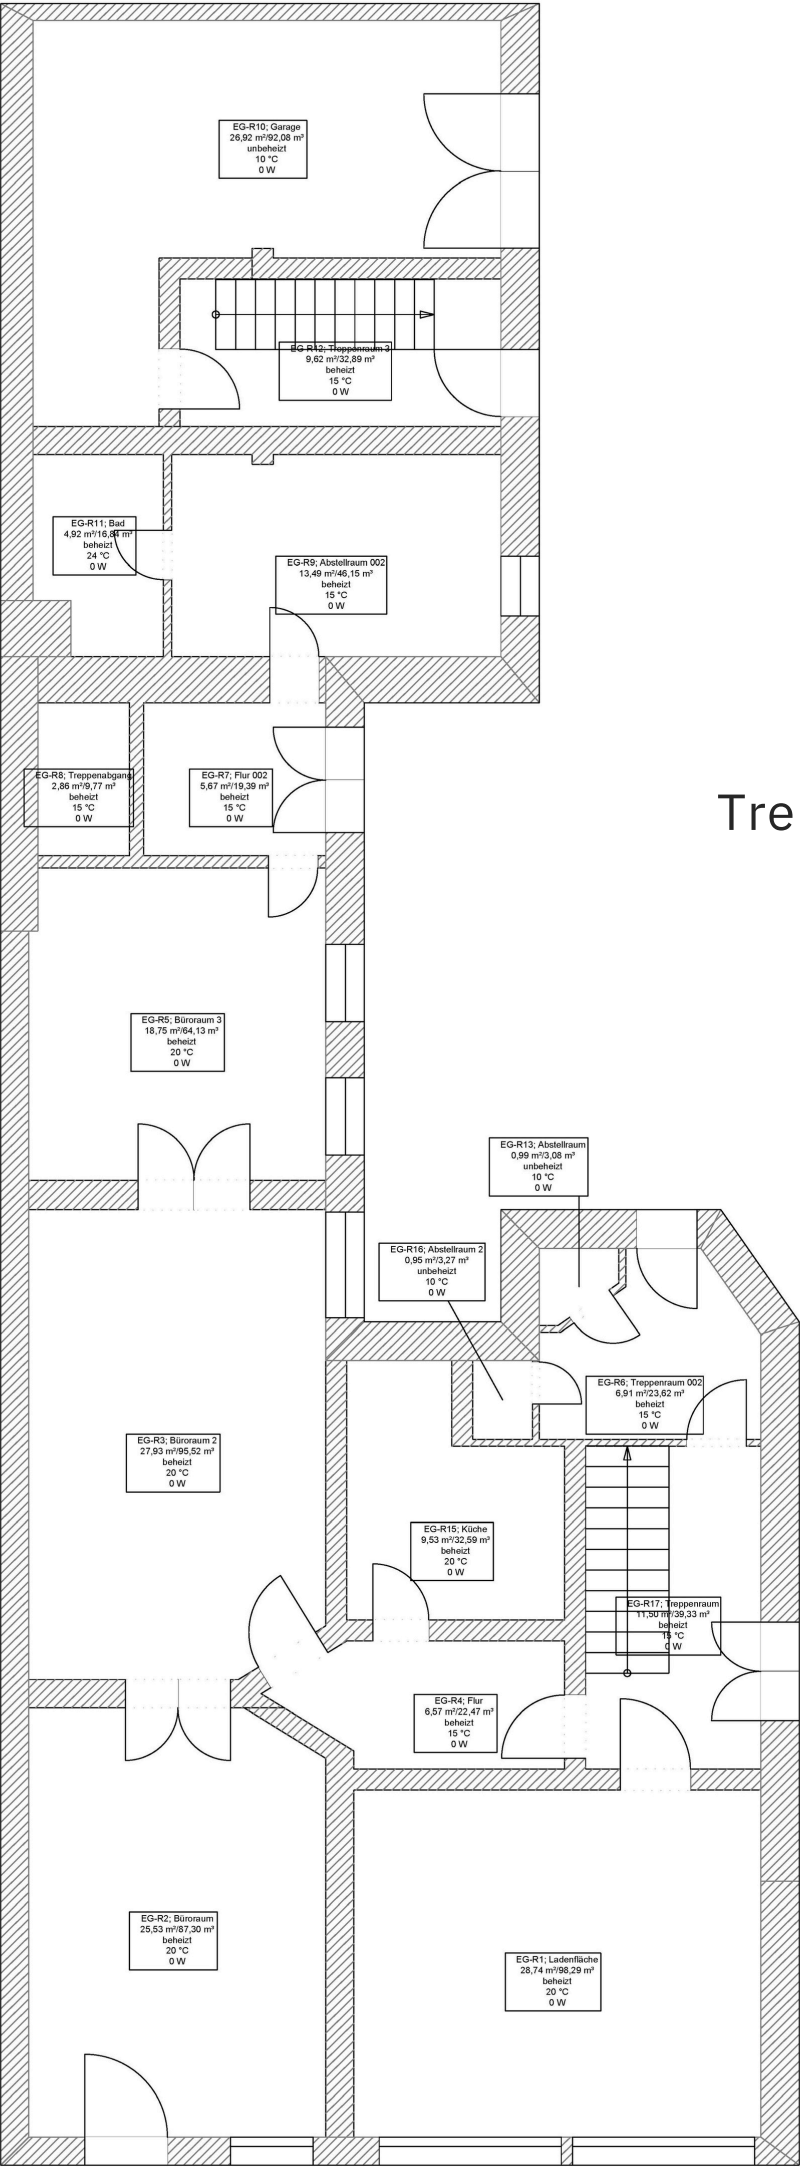 EG-R10; Garage
26,92 m²/92,08 m³
unbeheizt
10 °C
0 W
EG-R12; Treppenraum 3
9,62 m²/32,89 m³
beheizt
15 °C
0 W
EG-R11; Bad
4,92 m²/16,84 m³
beheizt
24 °C
0 W
EG-R9; Abstellraum 002
13,49 m²/46,15 m³
beheizt
15 °C
0 W
EG-R8; Treppenabgang
2,86 m²/9,77 m³
beheizt
15 °C
0 W
EG-R7; Flur 002
5,67 m²/19,39 m³
beheizt
15 °C
0 W
Tre
EG-R5; Büroraum 3
18,75 m²/64,13 m³
beheizt
20 °C
0 W
EG-R13; Abstellraum
0,99 m²/3,08 m³
unbeheizt
10 °C
0 W
EG-R16; Abstellraum 2
0,95 m²/3,27 m³
unbeheizt
10 °C
0 W
EG-R6; Treppenraum 002
6,91 m²/23,62 m³
beheizt
15 °C
0 W
EG-R3; Büroraum 2
27,93 m²/95,52 m³
beheizt
20 °C
0 W
EG-R15; Küche
9,53 m²/32,59 m³
beheizt
20 °C
0 W
EG-R17; Treppenraum
11,50 m²/39,33 m³
beheizt
15 °C
0 W
EG-R4; Flur
6,57 m²/22,47 m³
beheizt
15 °C
0 W
EG-R2; Büroraum
25,53 m²/87,30 m³
beheizt
20 °C
0 W
EG-R1; Ladenfläche
28,74 m²/98,29 m³
beheizt
20 °C
0 W